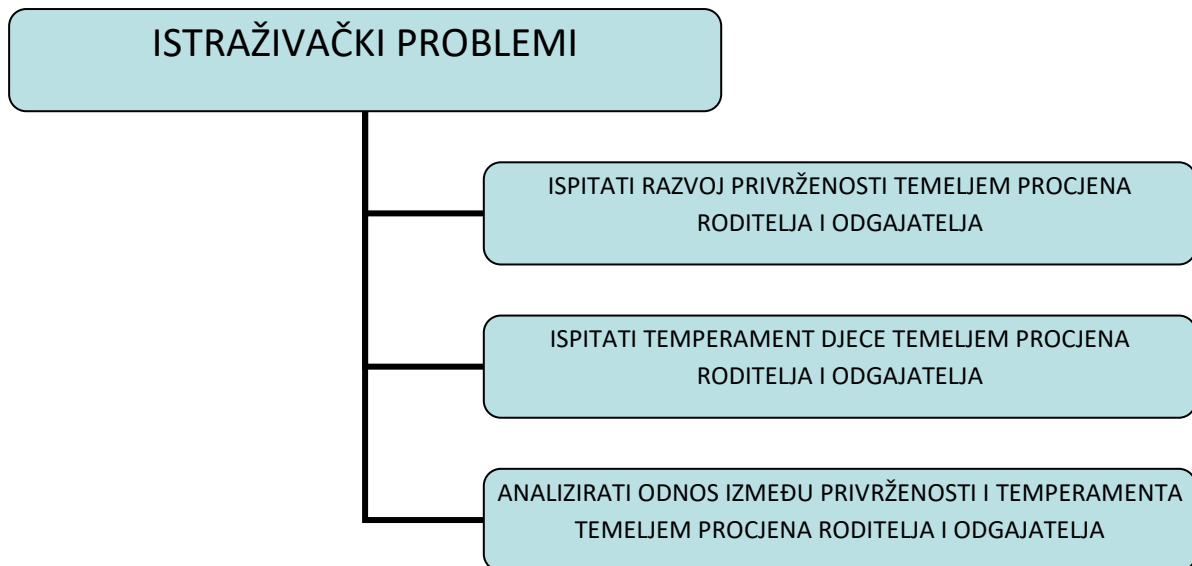 ISTRAŽIVAČKI PROBLEMI
ISPITATI RAZVOJ PRIVRŽENOSTI TEMELJEM PROCJENA
RODITELJA I ODGAJATELJA
ISPITATI TEMPERAMENT DJECE TEMELJEM PROCJENA
RODITELJA I ODGAJATELJA
ANALIZIRATI ODNOS IZMEĐU PRIVRŽENOSTI I TEMPERAMENTA
TEMELJEM PROCJENA RODITELJA I ODGAJATELJA